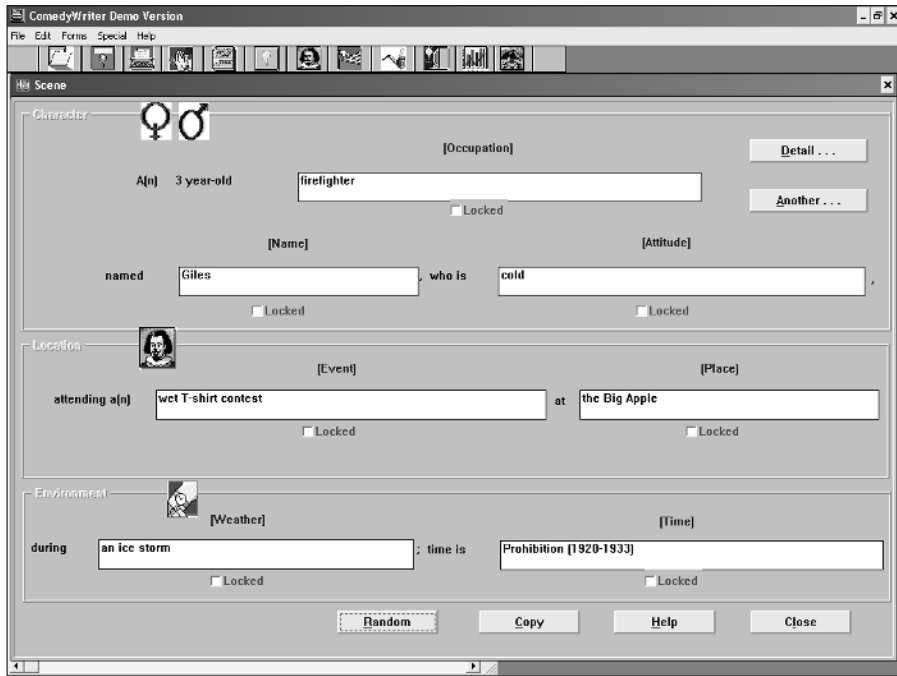 ComedyWriter Demo Version
File Edit Forms Special Help
Scene
Character
[Occupation]
Detail . . .
A(n) 3 year-old firefighter
Another . . .
Locked
[Name] [Attitude]
named Giles , who is cold ,
Locked Locked
Location
[Event] [Place]
attending a(n) wet T-shirt contest at the Big Apple
Locked Locked
Environment
[Weather] [Time]
during an ice storm ; time is Prohibition (1920-1933)
Locked Locked
Random Copy Help Close